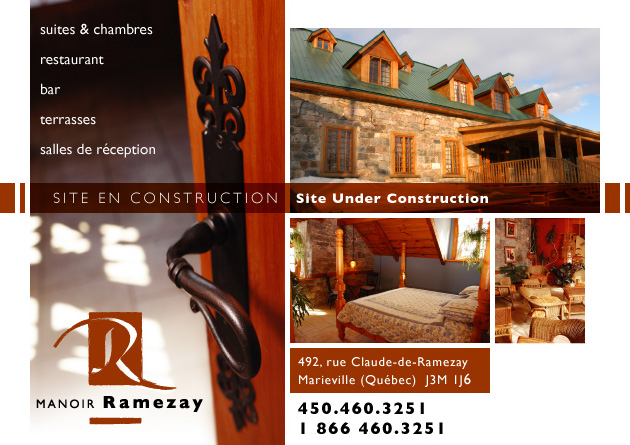 suites & chambres
restaurant
bar
terrasses
salles de réception
SITE EN CONSTRUCTION
Site Under Construction
R
MANOIR Ramezay
492, rue Claude-de-Ramezay
Marieville (Québec) J3M 1J6
450.460.3251
1 866 460.3251